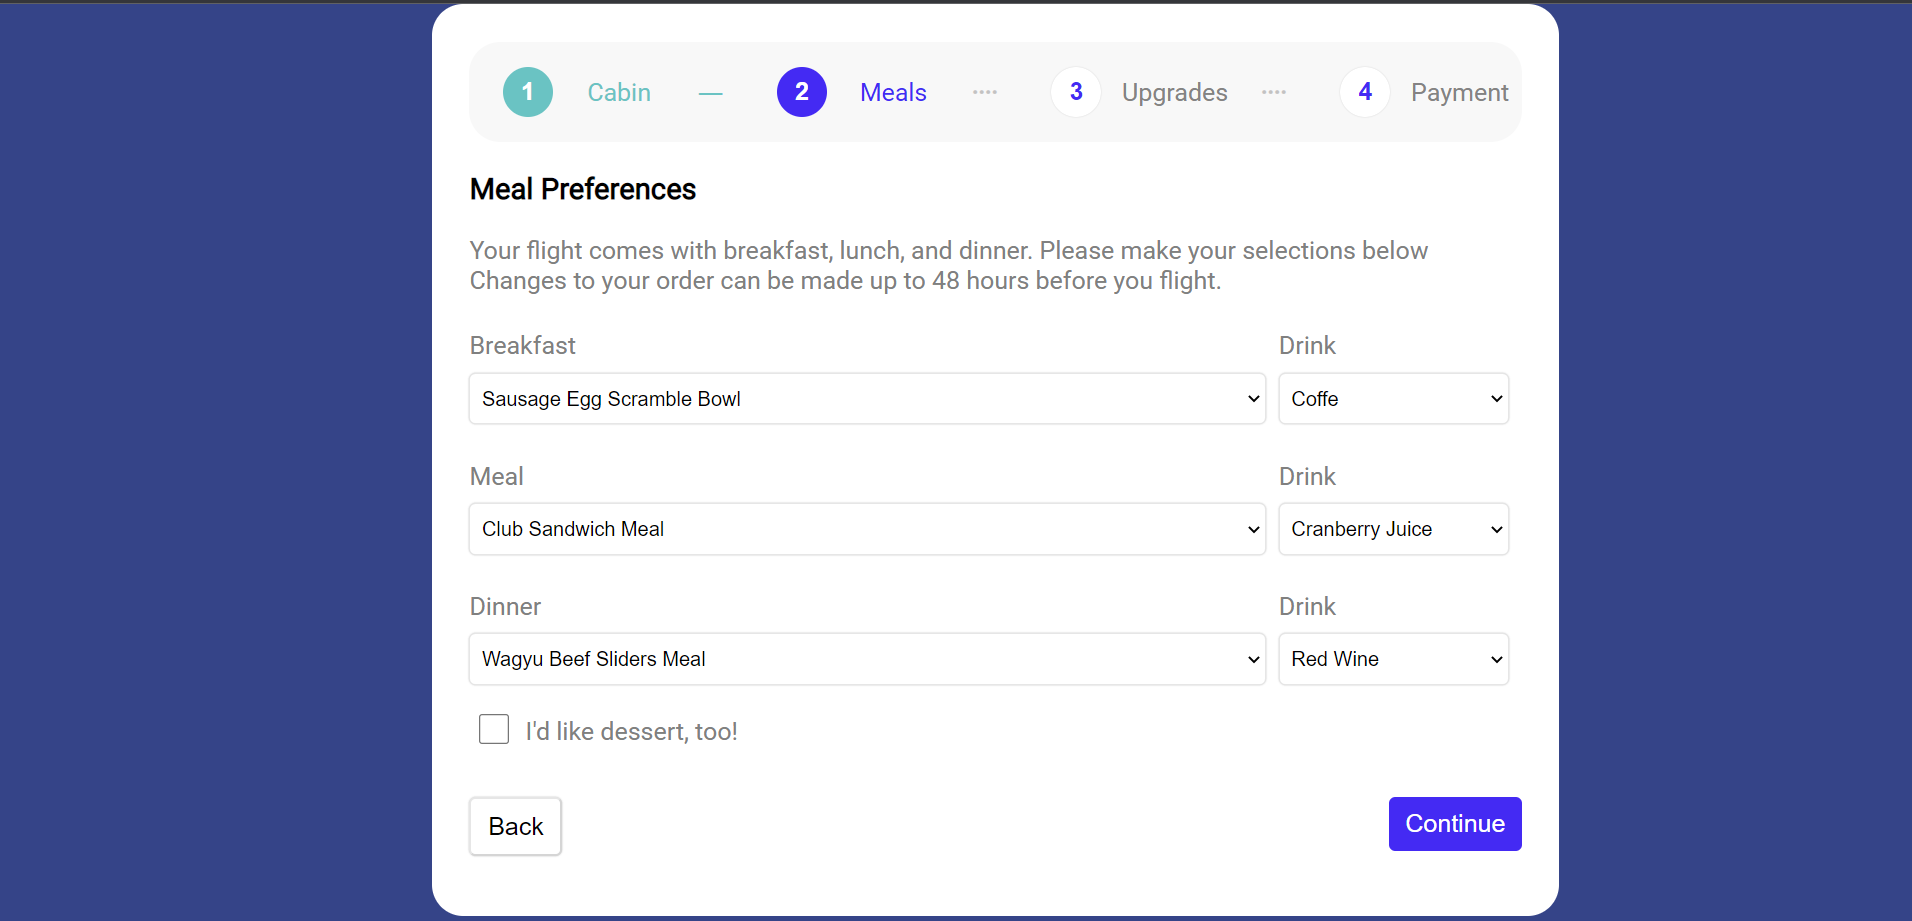 1 Cabin — 2 Meals ···· 3 Upgrades ···· 4 Payment
Meal Preferences
Your flight comes with breakfast, lunch, and dinner. Please make your selections below
Changes to your order can be made up to 48 hours before you flight.
Breakfast Drink
Sausage Egg Scramble Bowl Coffe
Meal Drink
Club Sandwich Meal Cranberry Juice
Dinner Drink
Wagyu Beef Sliders Meal Red Wine
I'd like dessert, too!
Back Continue